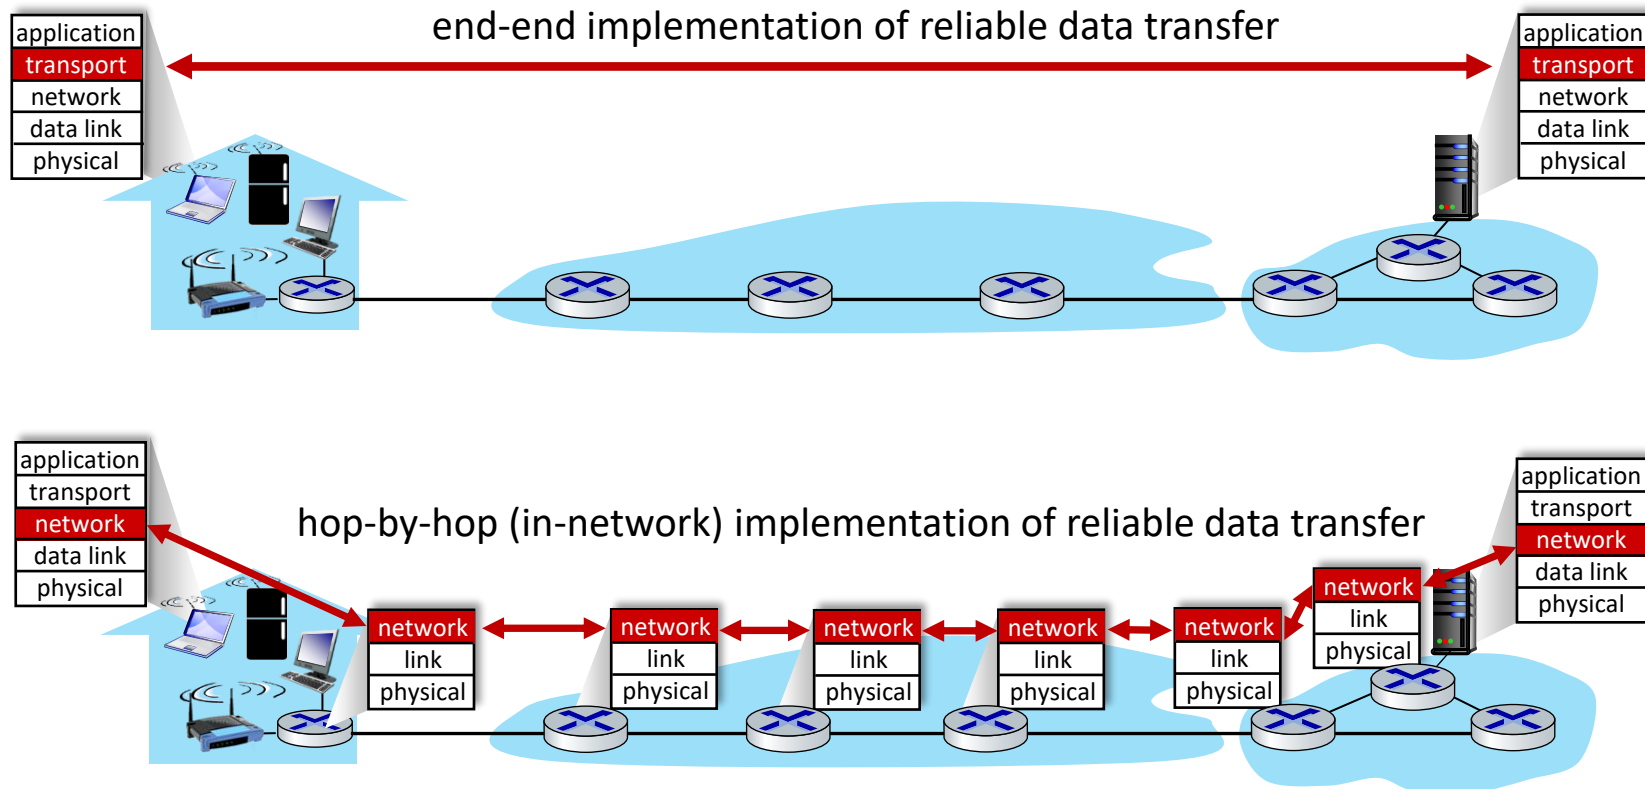 end-end implementation of reliable data transfer
application
transport
network
data link
physical
application
transport
network
data link
physical
application
transport
network
data link
physical
hop-by-hop (in-network) implementation of reliable data transfer
network
link
physical
network
link
physical
network
link
physical
network
link
physical
network
link
physical
network
link
physical
application
transport
network
data link
physical